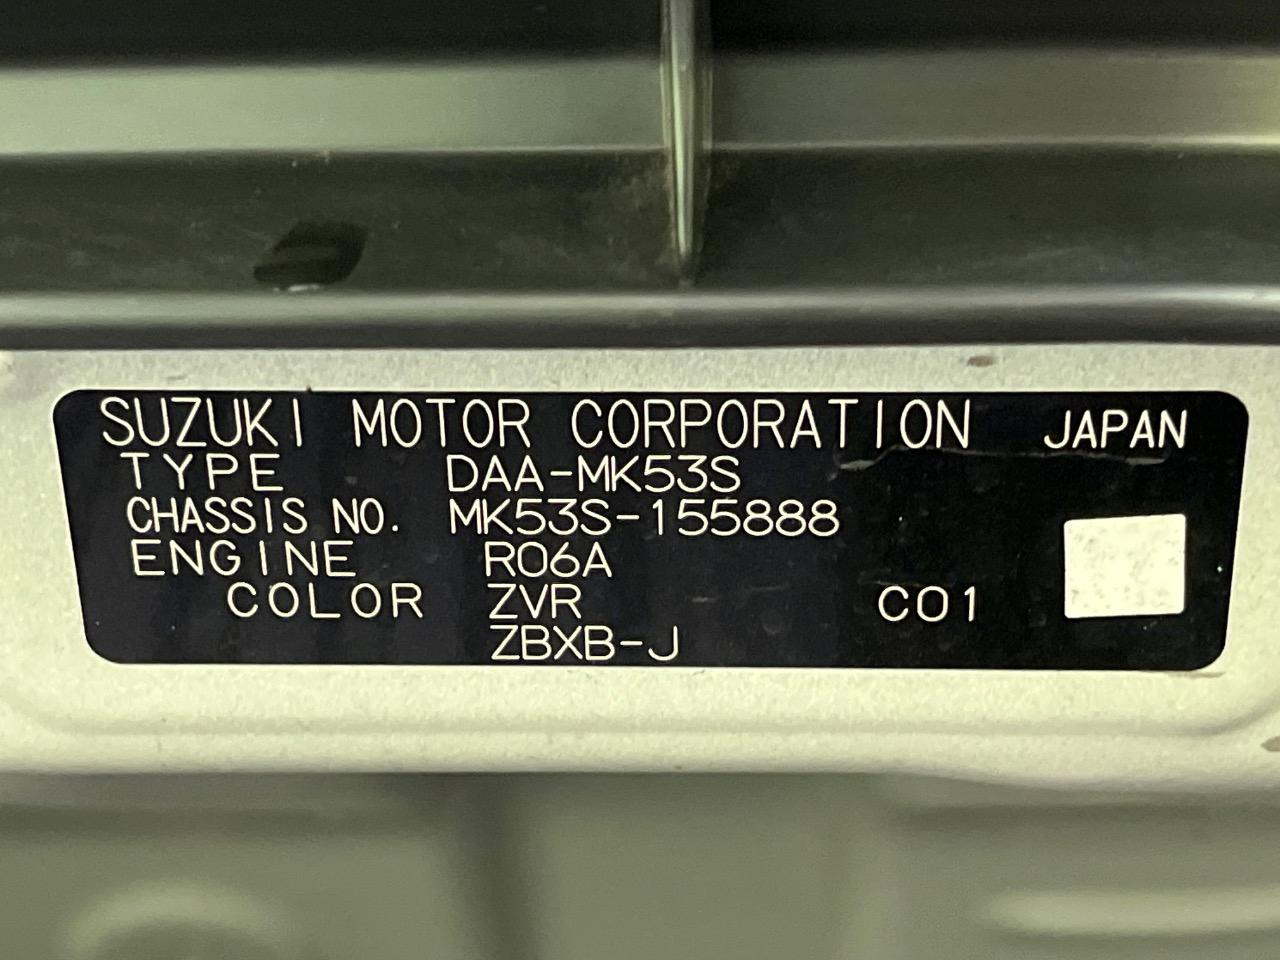 SUZUKI MOTOR CORPORATION JAPAN
TYPE DAA-MK53S
CHASSIS NO. MK53S-155888
ENGINE R06A
COLOR ZVR C01
ZBXB-J